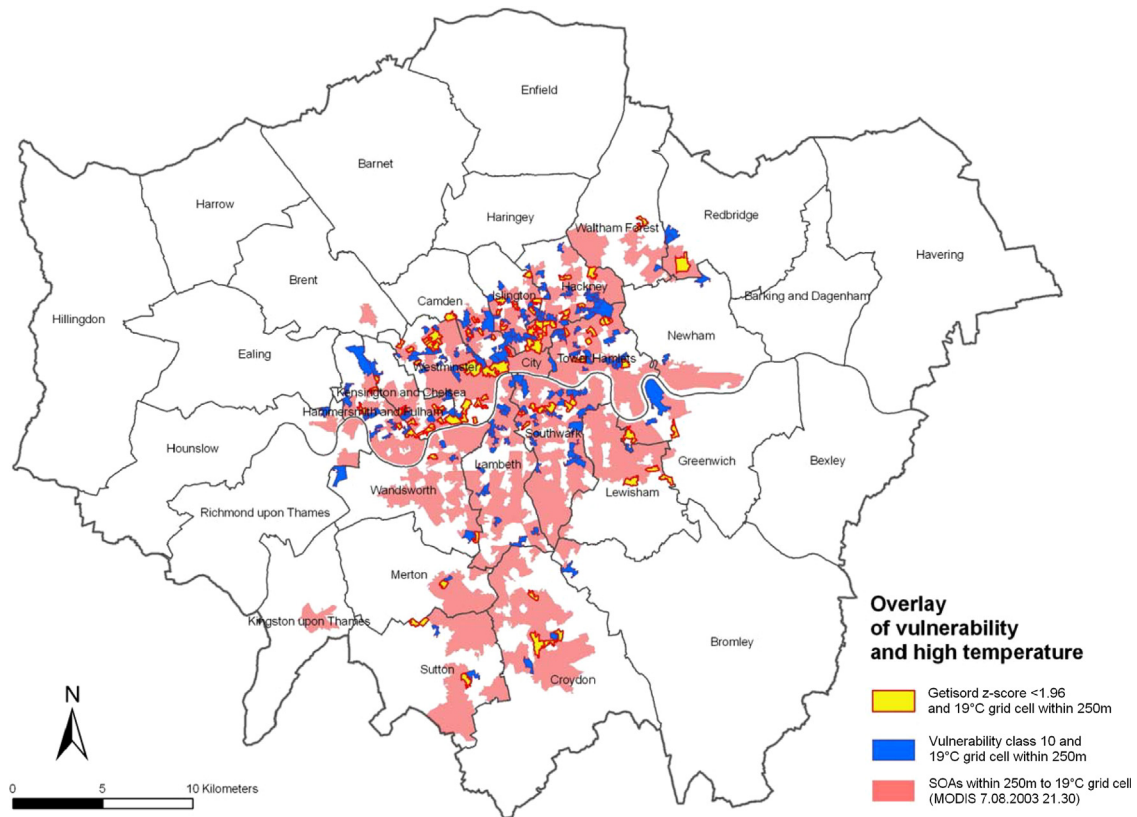 Enfield
Barnet
Harrow
Haringey
Redbridge
Waltham Forest
Havering
Brent
Hackney
Islington
Camden
Barking and Dagenham
Hillingdon
Newham
Ealing
Westminster
City
Tower Hamlets
Kensington and Chelsea
Hammersmith and Fulham
Southwark
Hounslow
Lambeth
Greenwich
Bexley
Wandsworth
Lewisham
Richmond upon Thames
Merton
Kingston upon Thames
Bromley
Sutton
Croydon
Overlay
of vulnerability
and high temperature
Getisord z-score <1.96
and 19°C grid cell within 250m
Vulnerability class 10 and
19°C grid cell within 250m
SOAs within 250m to 19°C grid cell
(MODIS 7.08.2003 21.30)
N
0 5 10 Kilometers